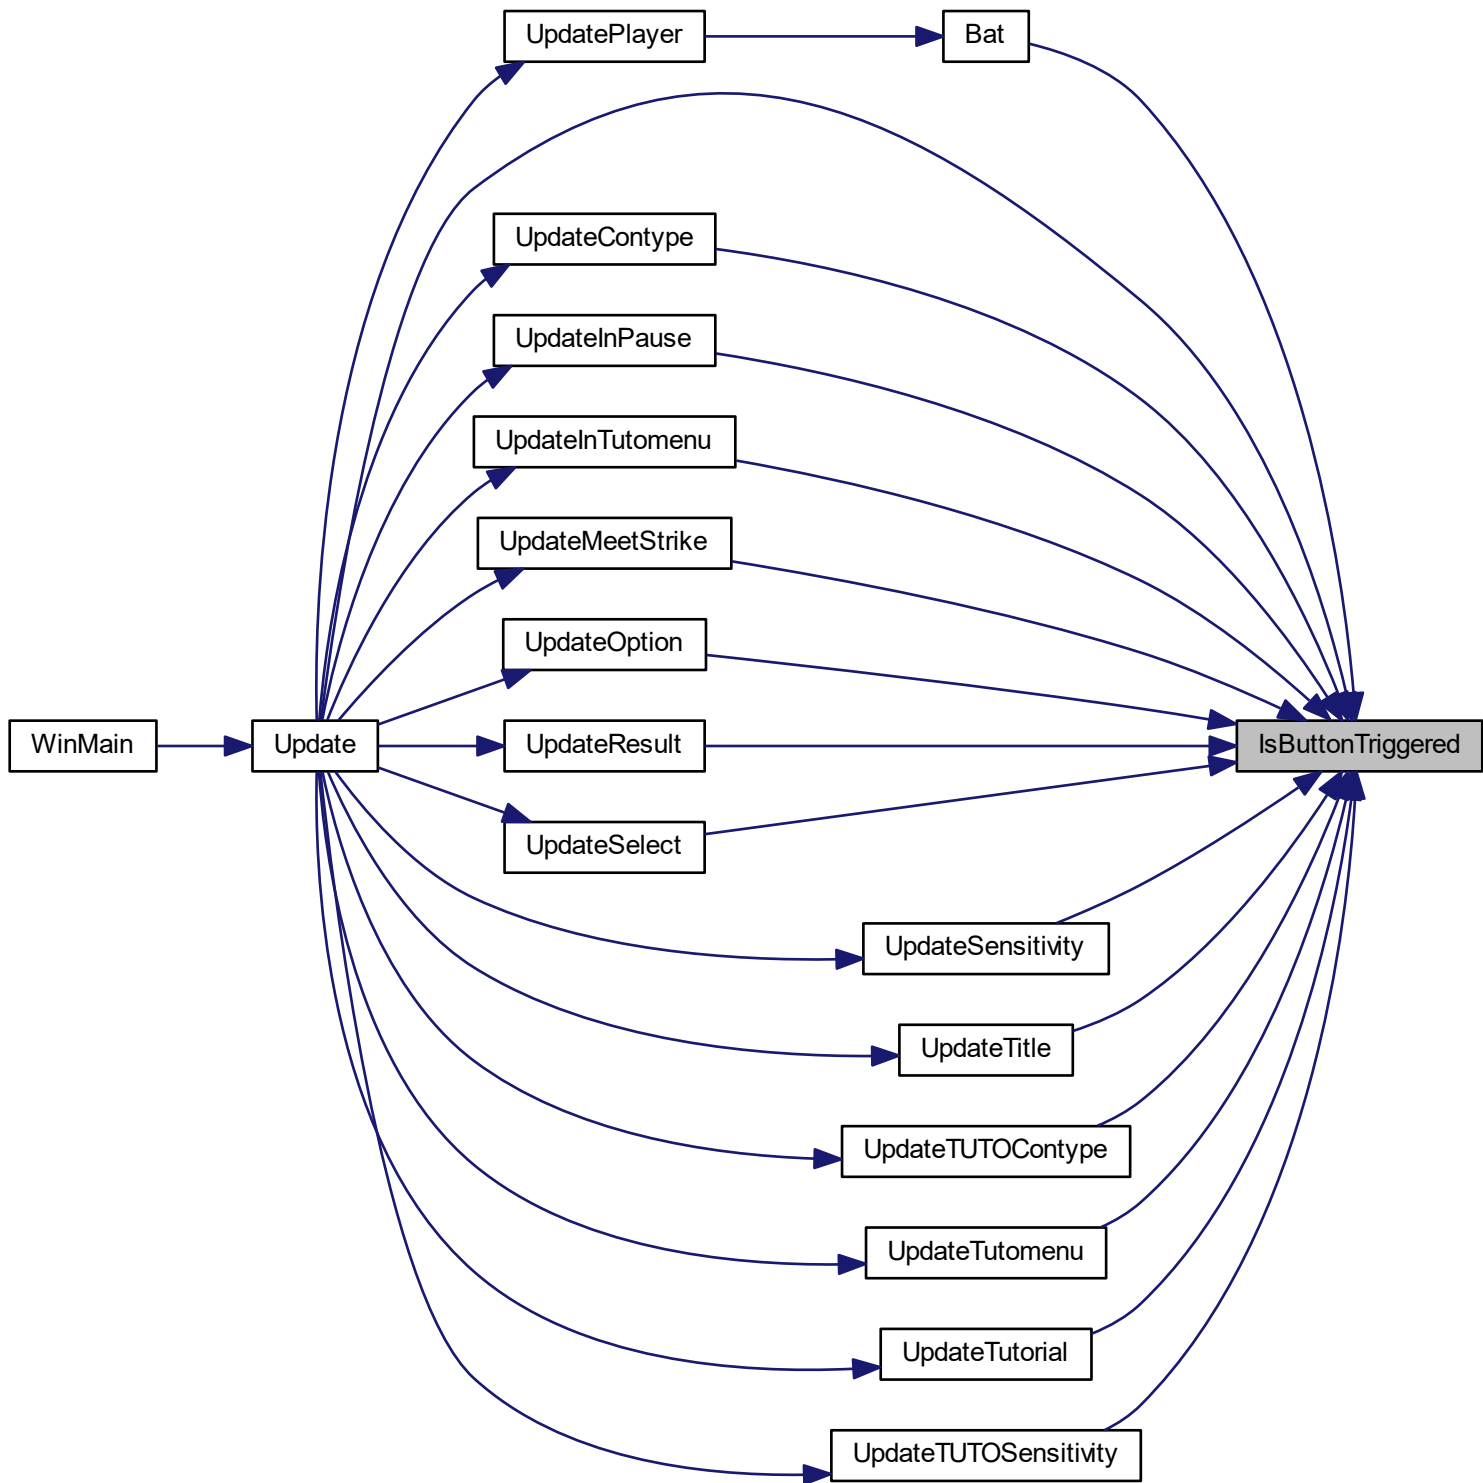 UpdatePlayer
Bat
UpdateContype
UpdateInPause
UpdateInTutomenu
UpdateMeetStrike
UpdateOption
WinMain
Update
UpdateResult
IsButtonTriggered
UpdateSelect
UpdateSensitivity
UpdateTitle
UpdateTUTOContype
UpdateTutomenu
UpdateTutorial
UpdateTUTOSensitivity